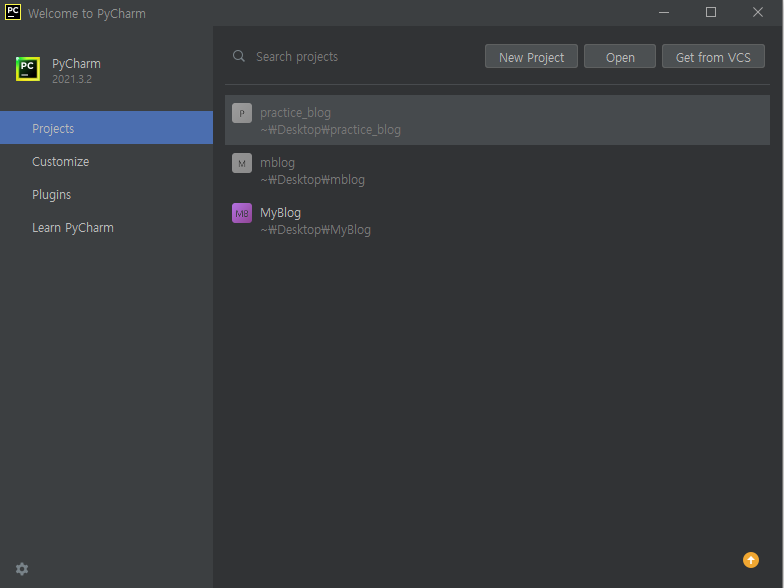 PC Welcome to PyCharm
PC PyCharm
2021.3.2
Projects
Customize
Plugins
Learn PyCharm
Search projects
New Project
Open
Get from VCS
P practice_blog
~₩Desktop₩practice_blog
M mblog
~₩Desktop₩mblog
MB MyBlog
~₩Desktop₩MyBlog